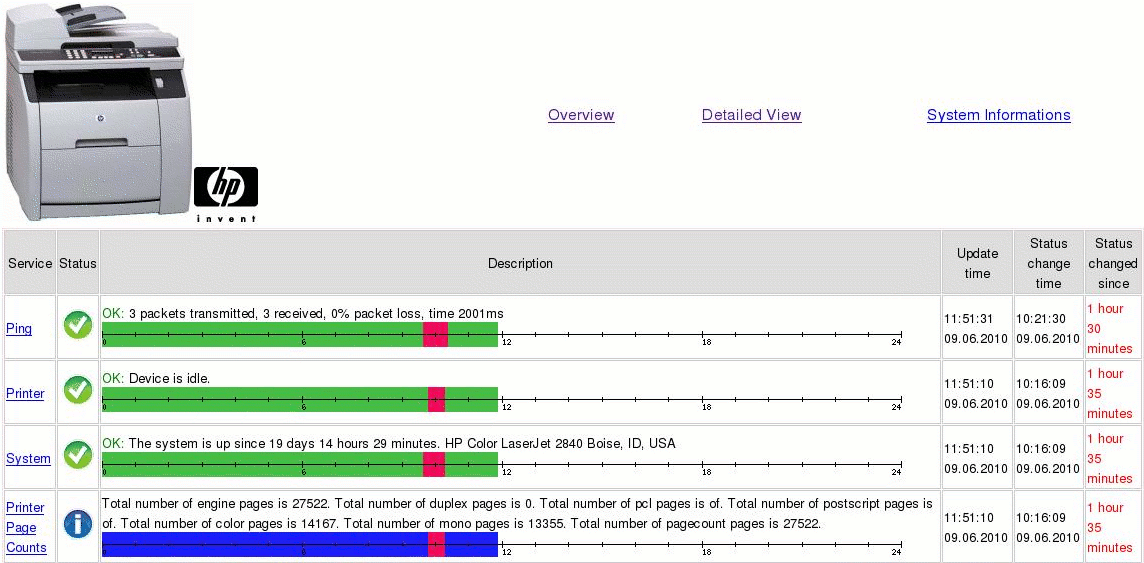 Overview Detailed View System Informations
hp
invent
Service Status Description Update time Status change time Status changed since
Ping
OK: 3 packets transmitted, 3 received, 0% packet loss, time 2001ms
0 6 12 18 24
11:51:31
09.06.2010
10:21:30
09.06.2010
1 hour
30
minutes
Printer
OK: Device is idle.
0 6 12 18 24
11:51:10
09.06.2010
10:16:09
09.06.2010
1 hour
35
minutes
System
OK: The system is up since 19 days 14 hours 29 minutes. HP Color LaserJet 2840 Boise, ID, USA
0 6 12 18 24
11:51:10
09.06.2010
10:16:09
09.06.2010
1 hour
35
minutes
Printer
Page
Counts
Total number of engine pages is 27522. Total number of duplex pages is 0. Total number of pcl pages is of. Total number of postscript pages is
of. Total number of color pages is 14167. Total number of mono pages is 13355. Total number of pagecount pages is 27522.
0 6 12 18 24
11:51:10
09.06.2010
10:16:09
09.06.2010
1 hour
35
minutes